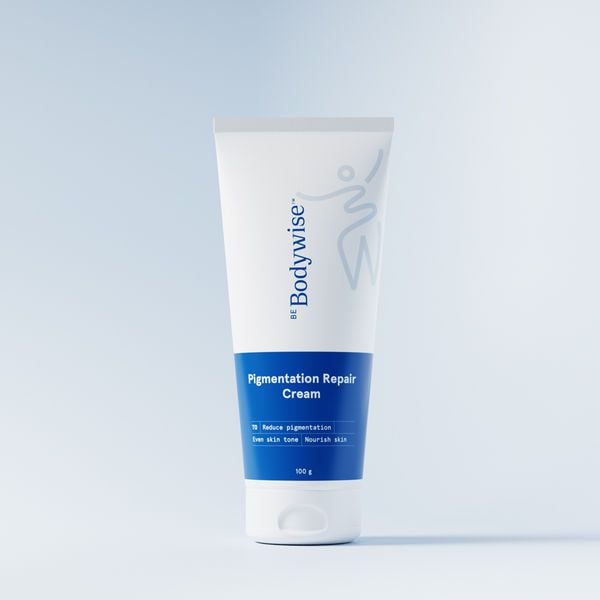 BE Bodywise™
Pigmentation Repair
Cream
TO Reduce pigmentation
Even skin tone Nourish skin
100 g